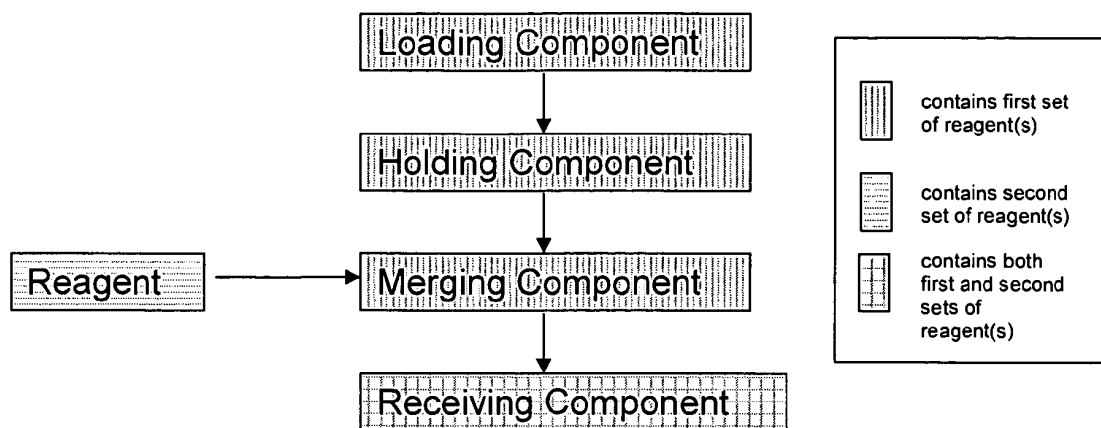 Loading Component
Holding Component
Reagent
Merging Component
Receiving Component
contains first set
of reagent(s)
contains second
set of reagent(s)
contains both
first and second
sets of
reagent(s)